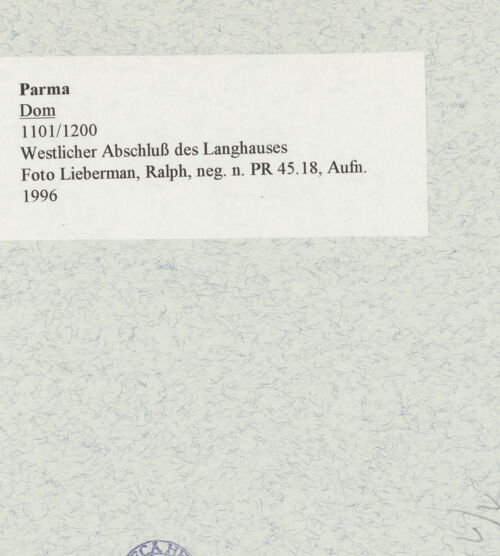 Parma
Dom
1101/1200
Westlicher Abschluß des Langhauses
Foto Lieberman, Ralph, neg. n. PR 45.18, Aufn.
1996